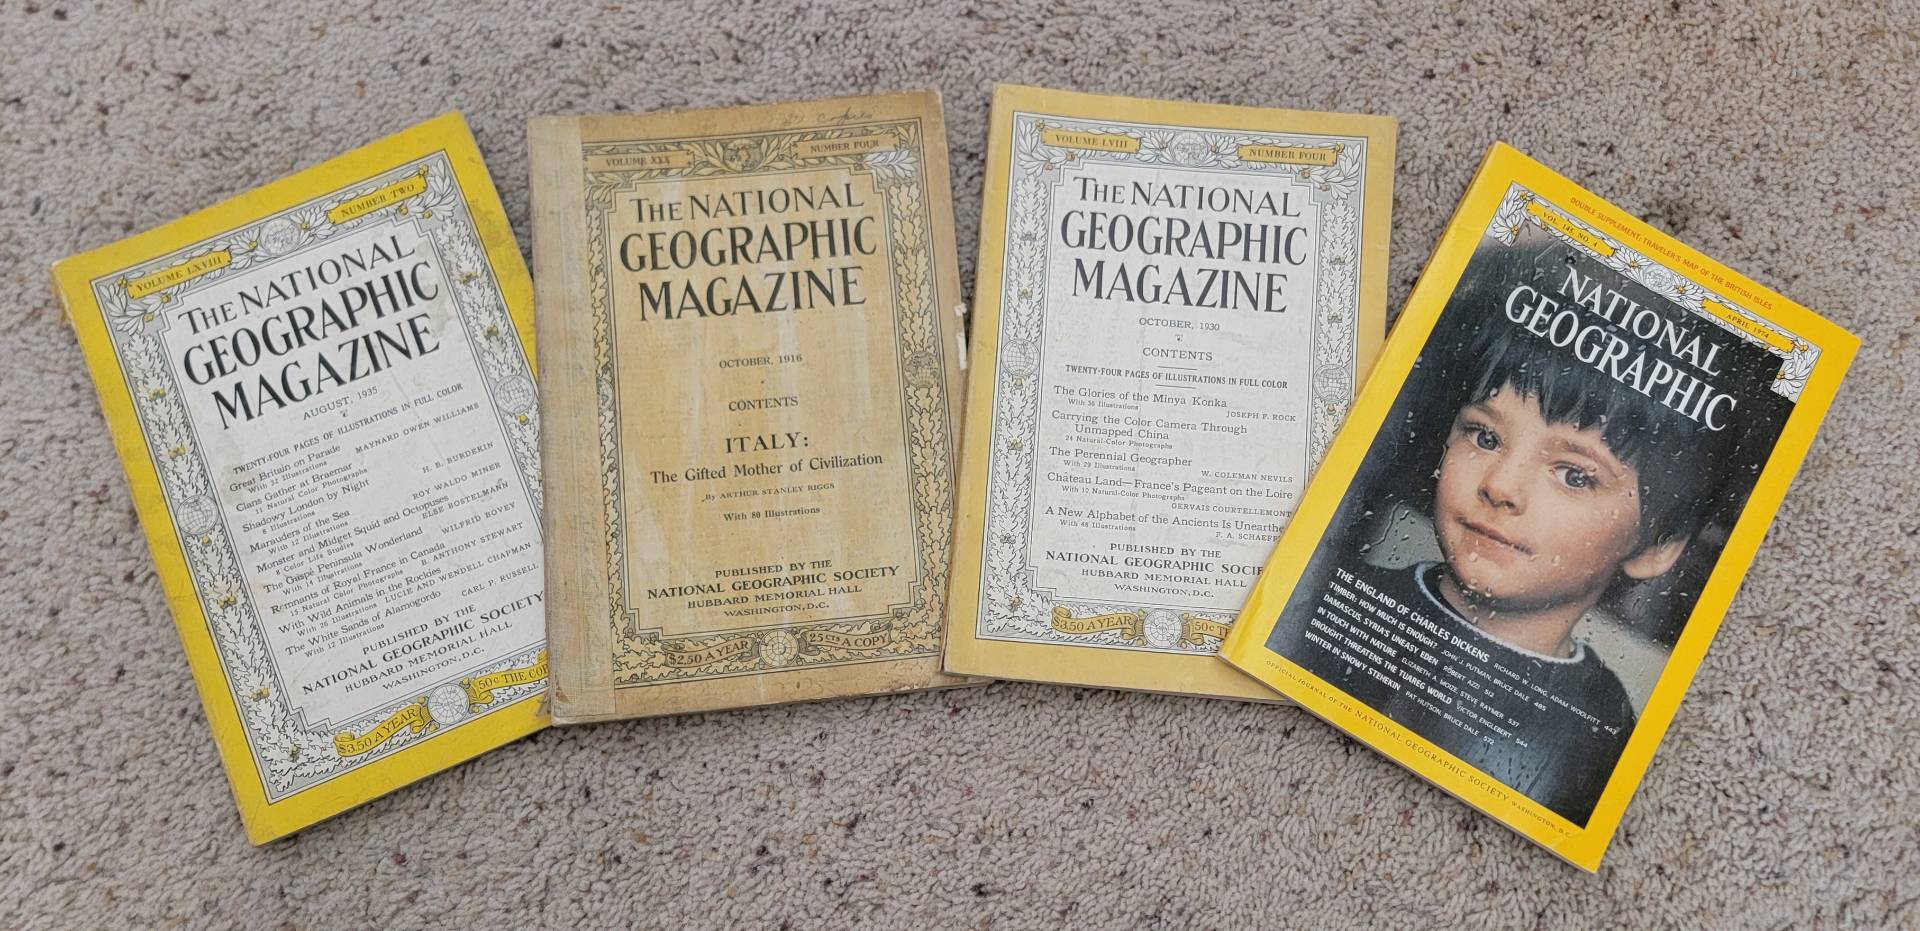 VOLUME LXVIII
NUMBER TWO
THE NATIONAL
GEOGRAPHIC
MAGAZINE
AUGUST, 1935
TWENTY-FOUR PAGES OF ILLUSTRATIONS IN FULL COLOR
Great Britain on Parade
With 32 Illustrations
MAYNARD OWEN WILLIAMS
Clans Gather at Braemar
11 Natural Color Photographs
Shadowy London by Night
6 Illustrations
H. B. BURDEKIN
Marauders of the Sea
With 12 Illustrations
ROY WALDO MINER
Monster and Midget Squid and Octopuses
8 Color Life Studies
ELSE BOSTELMANN
The Gaspé Peninsula Wonderland
With 14 Illustrations
WILFRID BOVEY
Remnants of Royal France in Canada
15 Natural Color Photographs
B. ANTHONY STEWART
With Wild Animals in the Rockies
With 26 Illustrations
LUCIE AND WENDELL CHAPMAN
The White Sands of Alamogordo
With 12 Illustrations
CARL P. RUSSELL
PUBLISHED BY THE
NATIONAL GEOGRAPHIC SOCIETY
HUBBARD MEMORIAL HALL
WASHINGTON, D.C.
$3.50 A YEAR
50c THE COP
copies
VOLUME XXX
NUMBER FOUR
THE NATIONAL
GEOGRAPHIC
MAGAZINE
OCTOBER, 1916
CONTENTS
ITALY:
The Gifted Mother of Civilization
By ARTHUR STANLEY RIGGS
With 80 Illustrations
PUBLISHED BY THE
NATIONAL GEOGRAPHIC SOCIETY
HUBBARD MEMORIAL HALL
WASHINGTON, D.C.
$2.50 A YEAR
25 CTS A COPY
VOLUME LVIII
NUMBER FOUR
THE NATIONAL
GEOGRAPHIC
MAGAZINE
OCTOBER, 1930
CONTENTS
TWENTY-FOUR PAGES OF ILLUSTRATIONS IN FULL COLOR
The Glories of the Minya Konka
With 36 Illustrations
JOSEPH F. ROCK
Carrying the Color Camera Through
Unmapped China
24 Natural-Color Photographs
The Perennial Geographer
With 29 Illustrations
W. COLEMAN NEVILS
Château Land—France's Pageant on the Loire
With 10 Natural-Color Photographs
GERVAIS COURTELLEMONT
A New Alphabet of the Ancients Is Unearthe
With 48 Illustrations
F. A. SCHAEFF
PUBLISHED BY THE
NATIONAL GEOGRAPHIC SOCIE
HUBBARD MEMORIAL HALL
WASHINGTON, D.C.
$3.50 A YEAR
50c TH
DOUBLE SUPPLEMENT: TRAVELER'S MAP OF THE BRITISH ISLES
VOL. 145, NO. 4
APRIL 1974
NATIONAL
GEOGRAPHIC
THE ENGLAND OF CHARLES DICKENS RICHARD W. LONG, ADAM WOOLFITT 443
TIMBER: HOW MUCH IS ENOUGH? JOHN J. PUTMAN, BRUCE DALE 485
DAMASCUS, SYRIA'S UNEASY EDEN ROBERT AZZI 512
IN TOUCH WITH NATURE ELIZABETH A. MOIZE, STEVE RAYMER 537
DROUGHT THREATENS THE TUAREG WORLD VICTOR ENGLEBERT 544
WINTER IN SNOWY STEHEKIN PAT HUTSON, BRUCE DALE 572
OFFICIAL JOURNAL OF THE NATIONAL GEOGRAPHIC SOCIETY WASHINGTON, D.C.